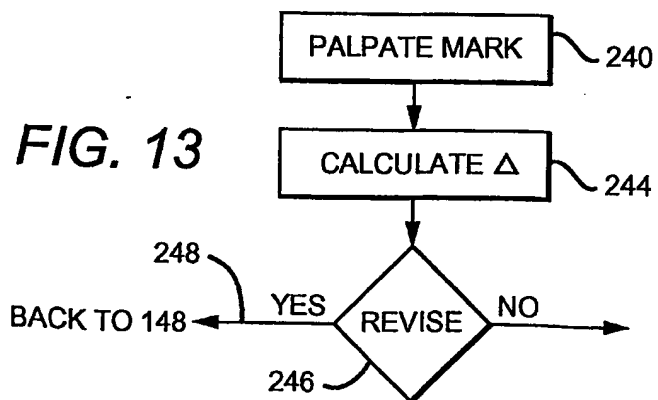 PALPATE MARK
240
FIG. 13
CALCULATE Δ
244
248
YES
NO
BACK TO 148
REVISE
246